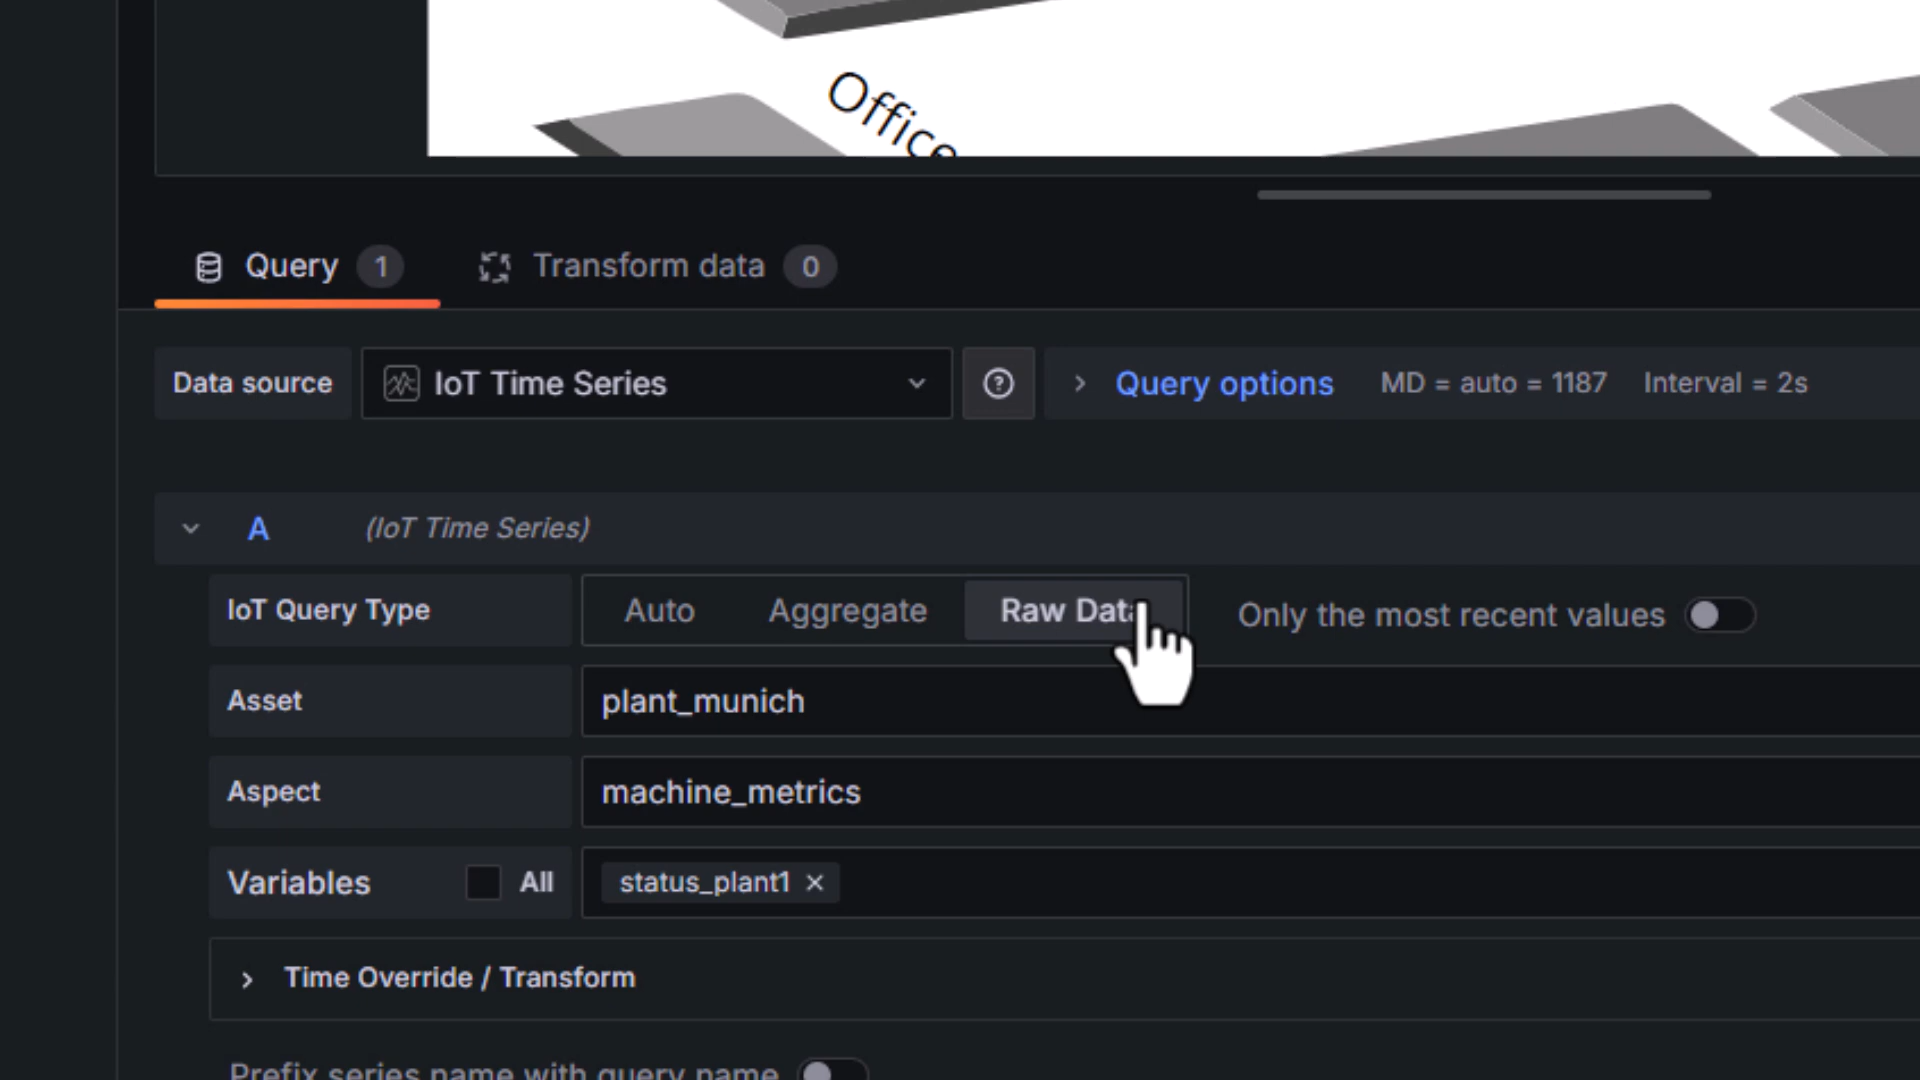 Office
Query 1 Transform data 0
Data source IoT Time Series Query options MD = auto = 1187 Interval = 2s
A (IoT Time Series)
IoT Query Type Auto Aggregate Raw Data Only the most recent values
Asset plant_munich
Aspect machine_metrics
Variables All status_plant1
Time Override / Transform
Prefix series name with query name